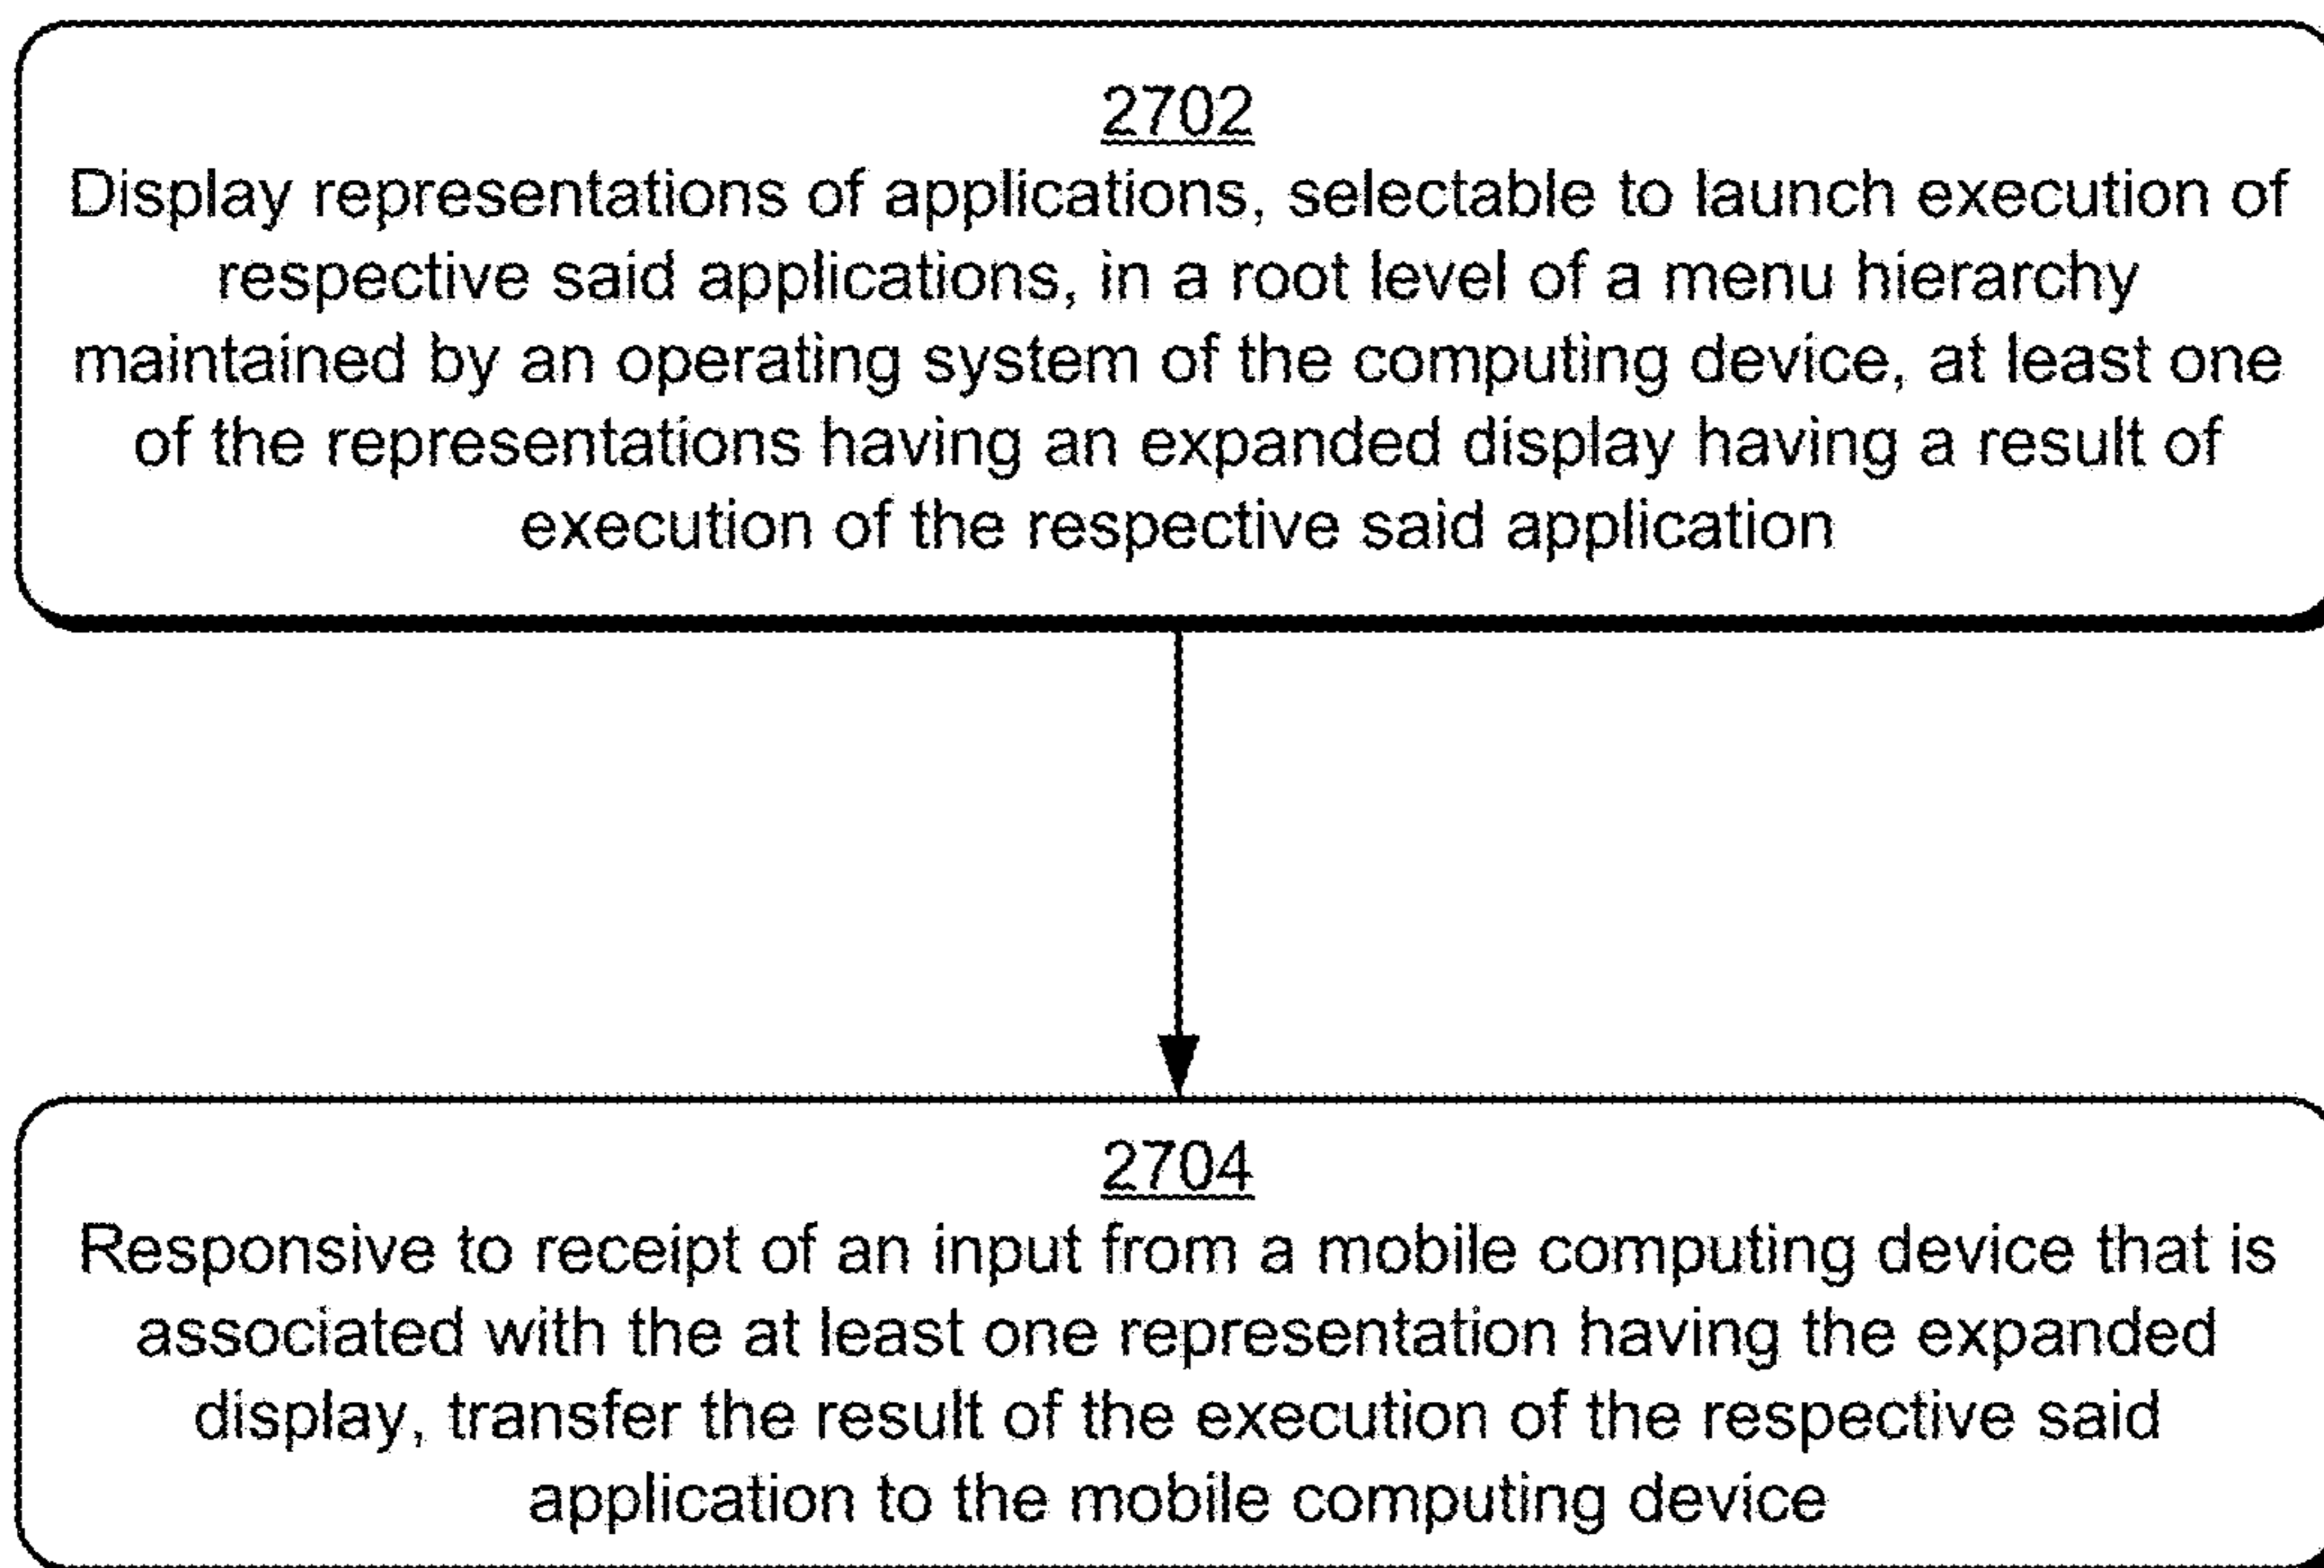 2702
Display representations of applications, selectable to launch execution of
respective said applications, in a root level of a menu hierarchy
maintained by an operating system of the computing device, at least one
of the representations having an expanded display having a result of
execution of the respective said application
2704
Responsive to receipt of an input from a mobile computing device that is
associated with the at least one representation having the expanded
display, transfer the result of the execution of the respective said
application to the mobile computing device